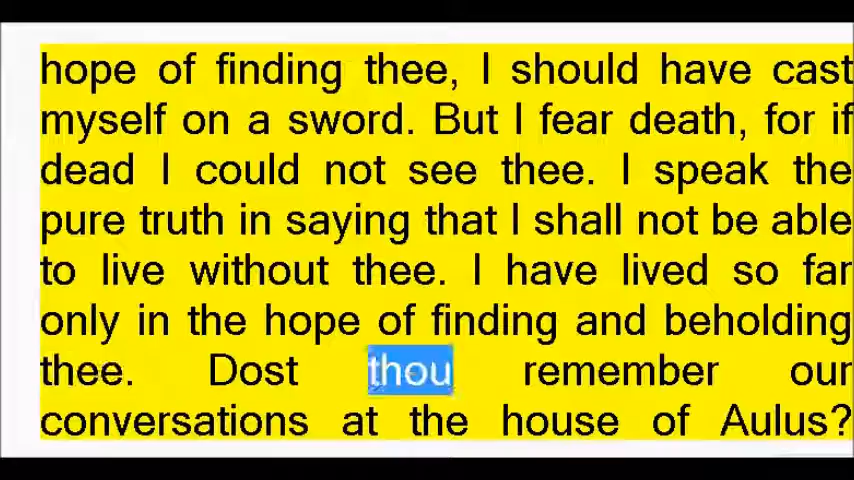 hope of finding thee, I should have cast
myself on a sword. But I fear death, for if
dead I could not see thee. I speak the
pure truth in saying that I shall not be able
to live without thee. I have lived so far
only in the hope of finding and beholding
thee. Dost thou remember our
conversations at the house of Aulus?